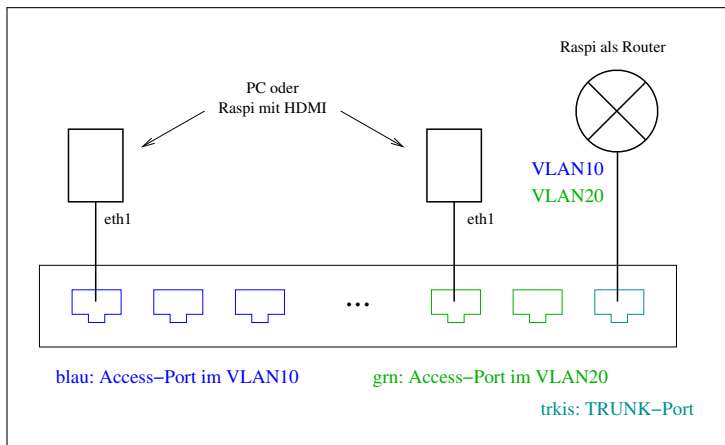 Raspi als Router
PC oder
Raspi mit HDMI
VLAN10
VLAN20
eth1
eth1
...
blau: Access−Port im VLAN10
grn: Access−Port im VLAN20
trkis: TRUNK−Port